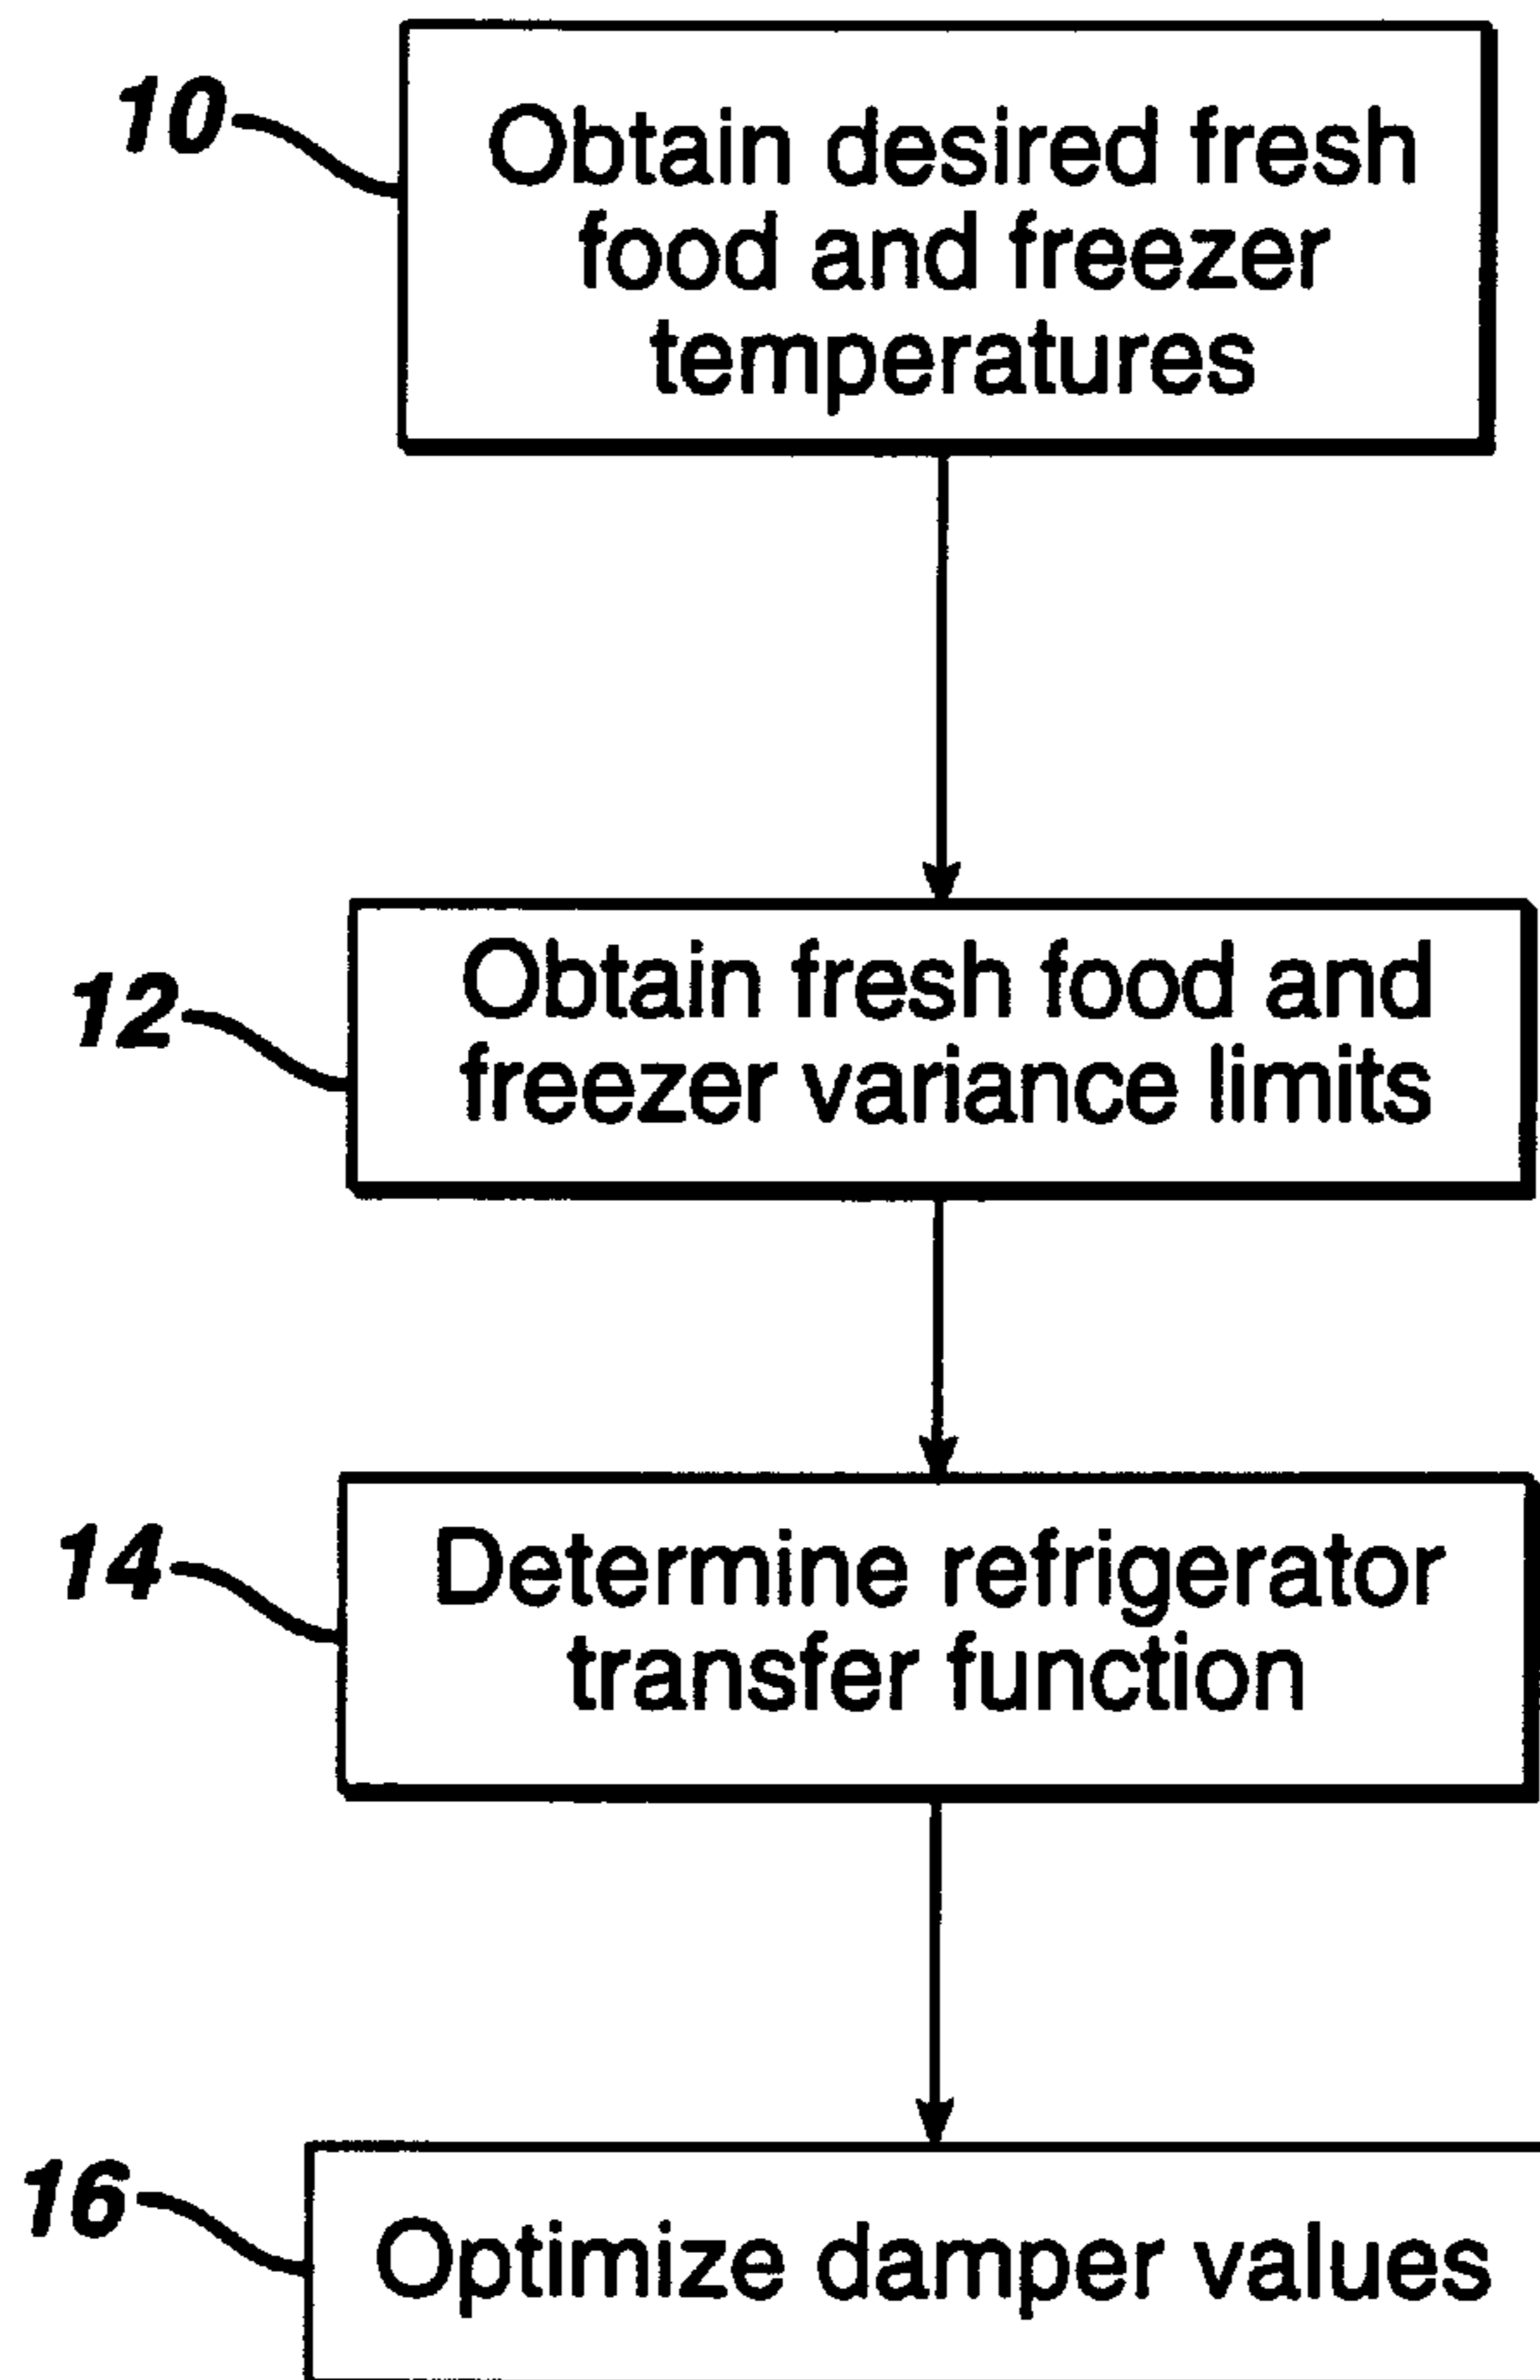 10
Obtain desired fresh
food and freezer
temperatures
12
Obtain fresh food and
freezer variance limits
14
Determine refrigerator
transfer function
16
Optimize damper values